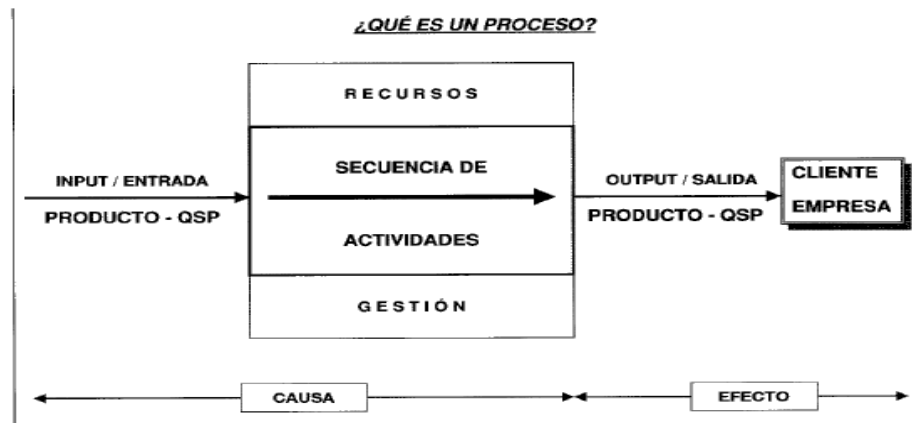 ¿QUÉ ES UN PROCESO?
RECURSOS
INPUT / ENTRADA
PRODUCTO - QSP
SECUENCIA DE
ACTIVIDADES
OUTPUT / SALIDA
PRODUCTO - QSP
CLIENTE
EMPRESA
GESTIÓN
CAUSA
EFECTO